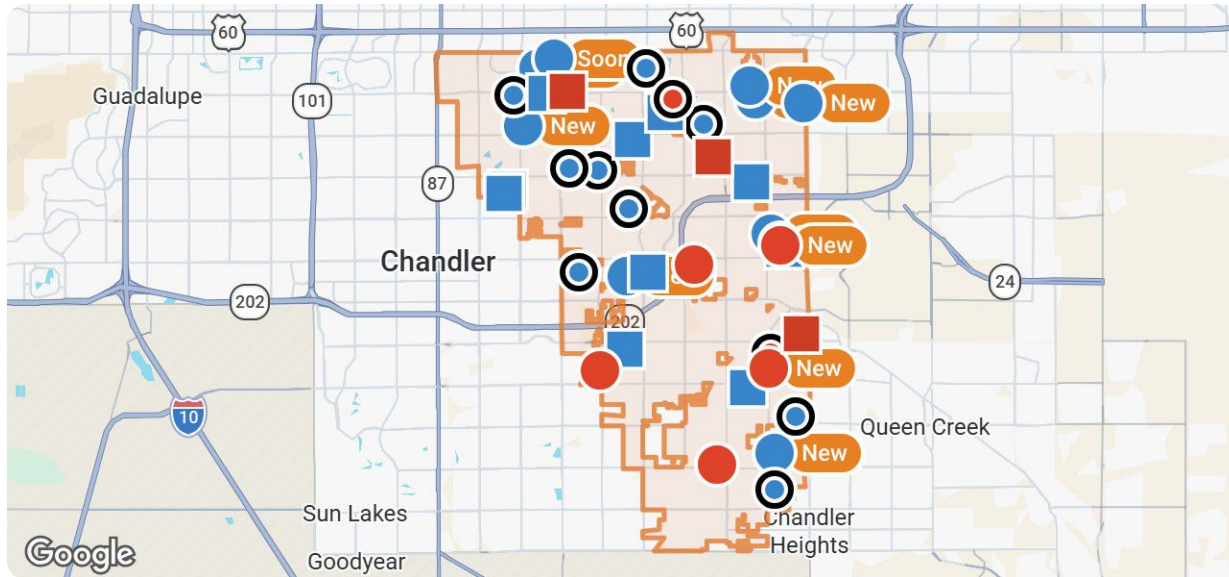 60
60
Soon
Guadalupe
101
New
New
New
87
Chandler
New
24
202
202
New
10
Queen Creek
New
Sun Lakes
Chandler
Heights
Google
Goodyear